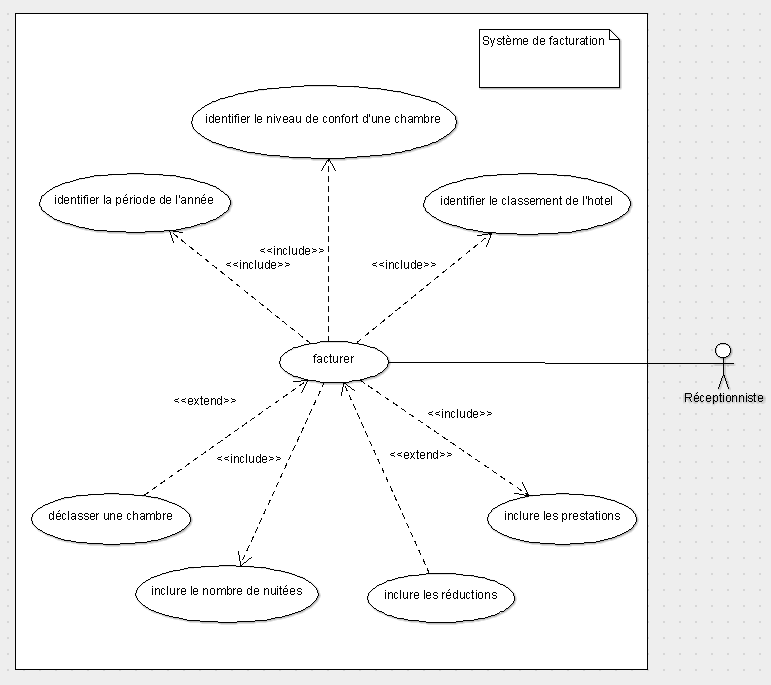 Système de facturation
identifier le niveau de confort d'une chambre
identifier la période de l'année
identifier le classement de l'hotel
<<include>>
<<include>>
<<include>>
facturer
Réceptionniste
<<extend>>
<<include>>
<<extend>>
<<include>>
déclasser une chambre
inclure les prestations
inclure le nombre de nuitées
inclure les réductions